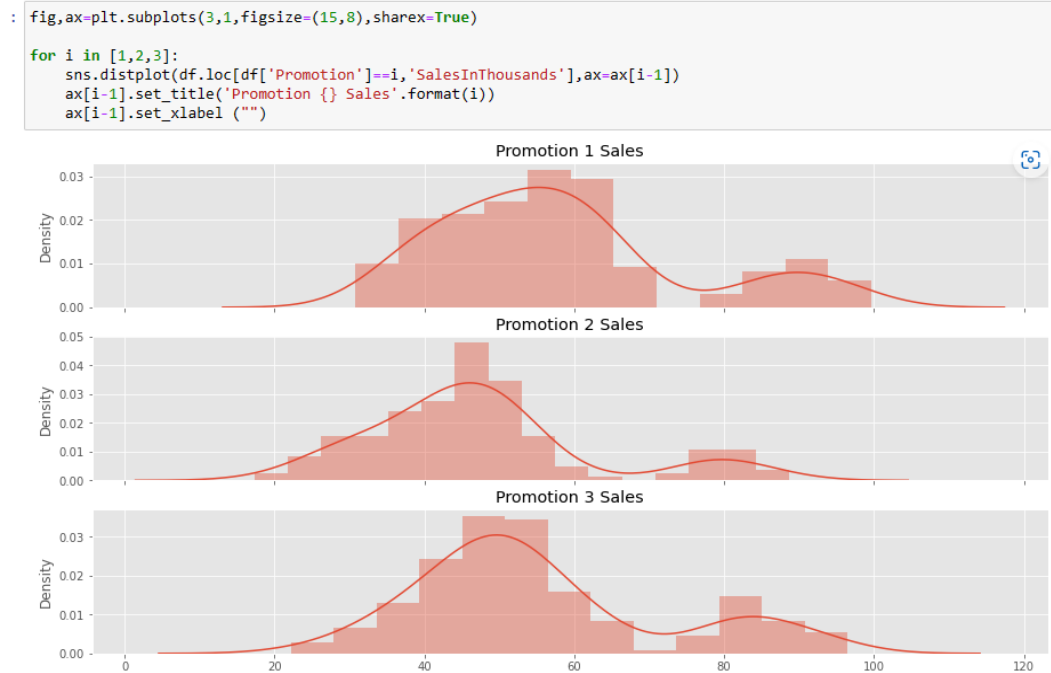 :
fig,ax=plt.subplots(3,1,figsize=(15,8),sharex=True)
for i in [1,2,3]:
    sns.distplot(df.loc[df['Promotion']==i,'SalesInThousands'],ax=ax[i-1])
    ax[i-1].set_title('Promotion {} Sales'.format(i))
    ax[i-1].set_xlabel ("")
Promotion 1 Sales
0.03
0.02
0.01
0.00
Density
Promotion 2 Sales
0.05
0.04
0.03
0.02
0.01
0.00
Density
Promotion 3 Sales
0.03
0.02
0.01
0.00
Density
0 20 40 60 80 100 120